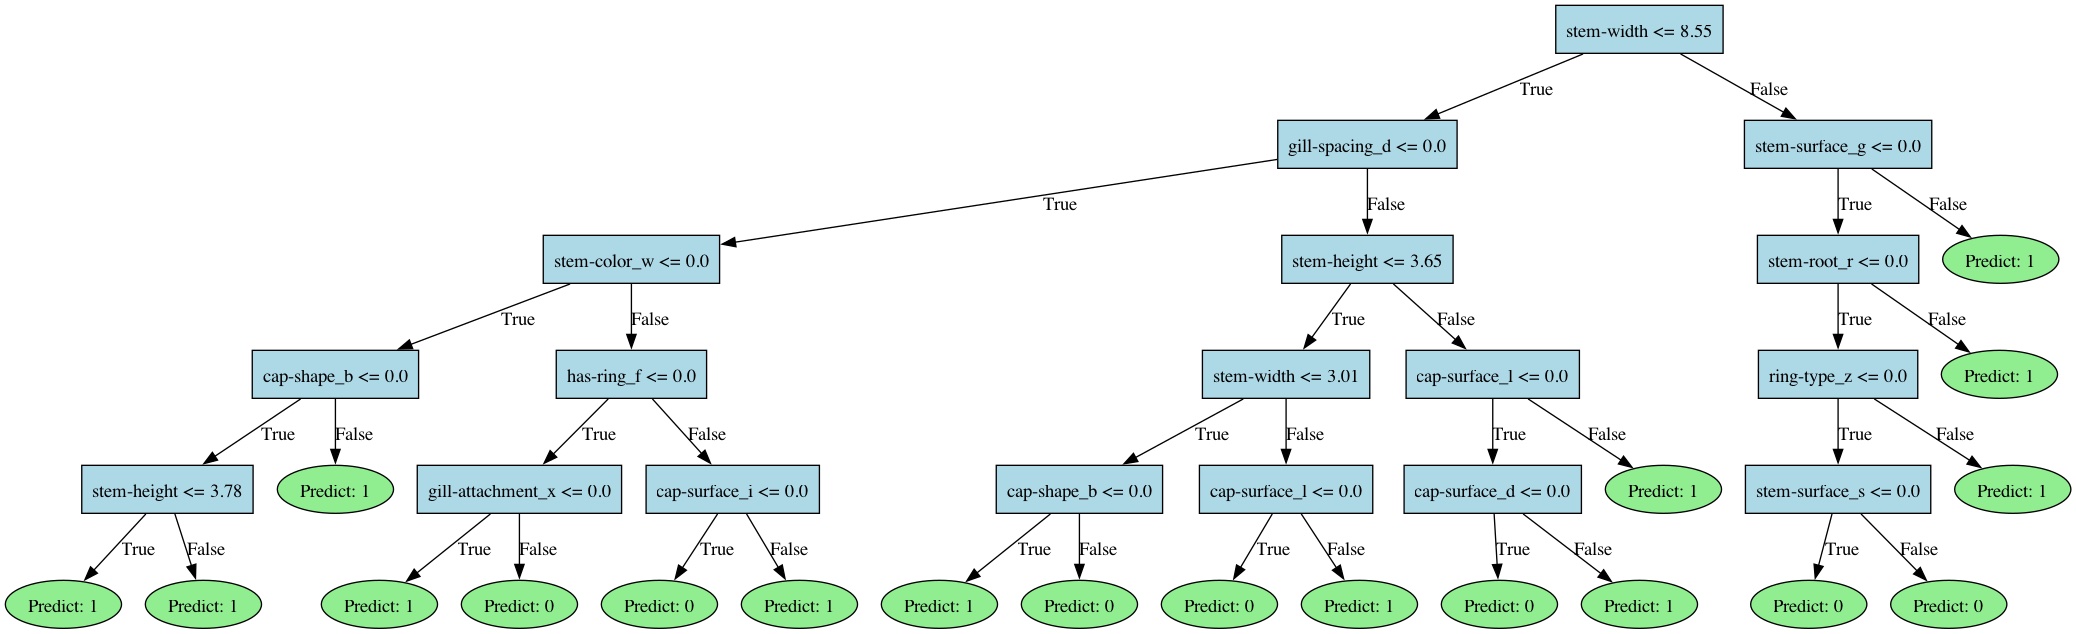 stem-width <= 8.55
True
False
gill-spacing_d <= 0.0
stem-surface_g <= 0.0
True
False
True
False
stem-color_w <= 0.0
stem-height <= 3.65
stem-root_r <= 0.0
Predict: 1
True
False
True
False
True
False
cap-shape_b <= 0.0
has-ring_f <= 0.0
stem-width <= 3.01
cap-surface_l <= 0.0
ring-type_z <= 0.0
Predict: 1
True
False
True
False
True
False
True
False
True
False
stem-height <= 3.78
Predict: 1
gill-attachment_x <= 0.0
cap-surface_i <= 0.0
cap-shape_b <= 0.0
cap-surface_l <= 0.0
cap-surface_d <= 0.0
Predict: 1
stem-surface_s <= 0.0
Predict: 1
True
False
True
False
True
False
True
False
True
False
True
False
True
False
Predict: 1
Predict: 1
Predict: 1
Predict: 0
Predict: 0
Predict: 1
Predict: 1
Predict: 0
Predict: 0
Predict: 1
Predict: 0
Predict: 1
Predict: 0
Predict: 0